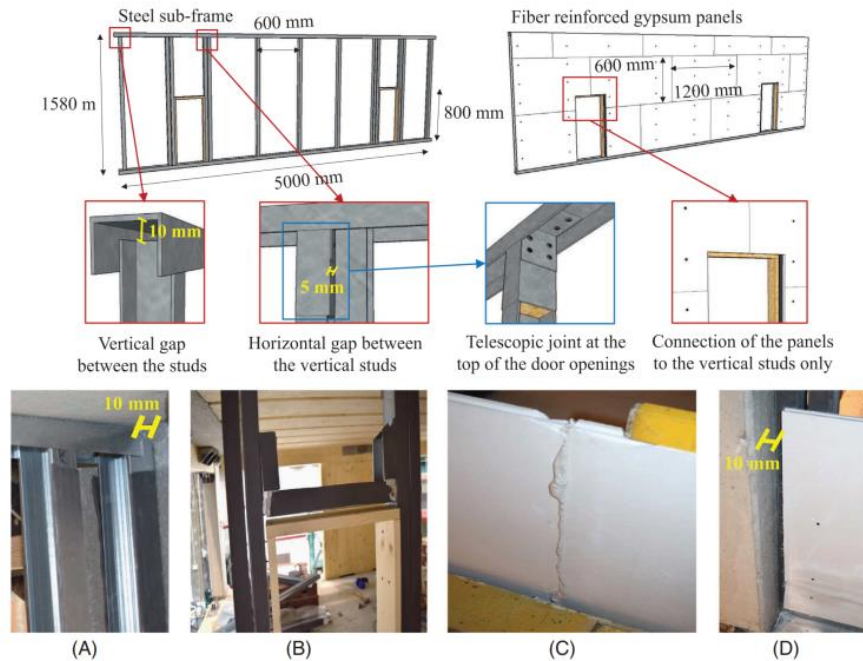 Steel sub-frame
600 mm
Fiber reinforced gypsum panels
1580 m
800 mm
5000 mm
600 mm
1200 mm
10 mm
5 mm
Vertical gap
between the studs
Horizontal gap between
the vertical studs
Telescopic joint at the
top of the door openings
Connection of the panels
to the vertical studs only
10 mm
10 mm
(A)
(B)
(C)
(D)